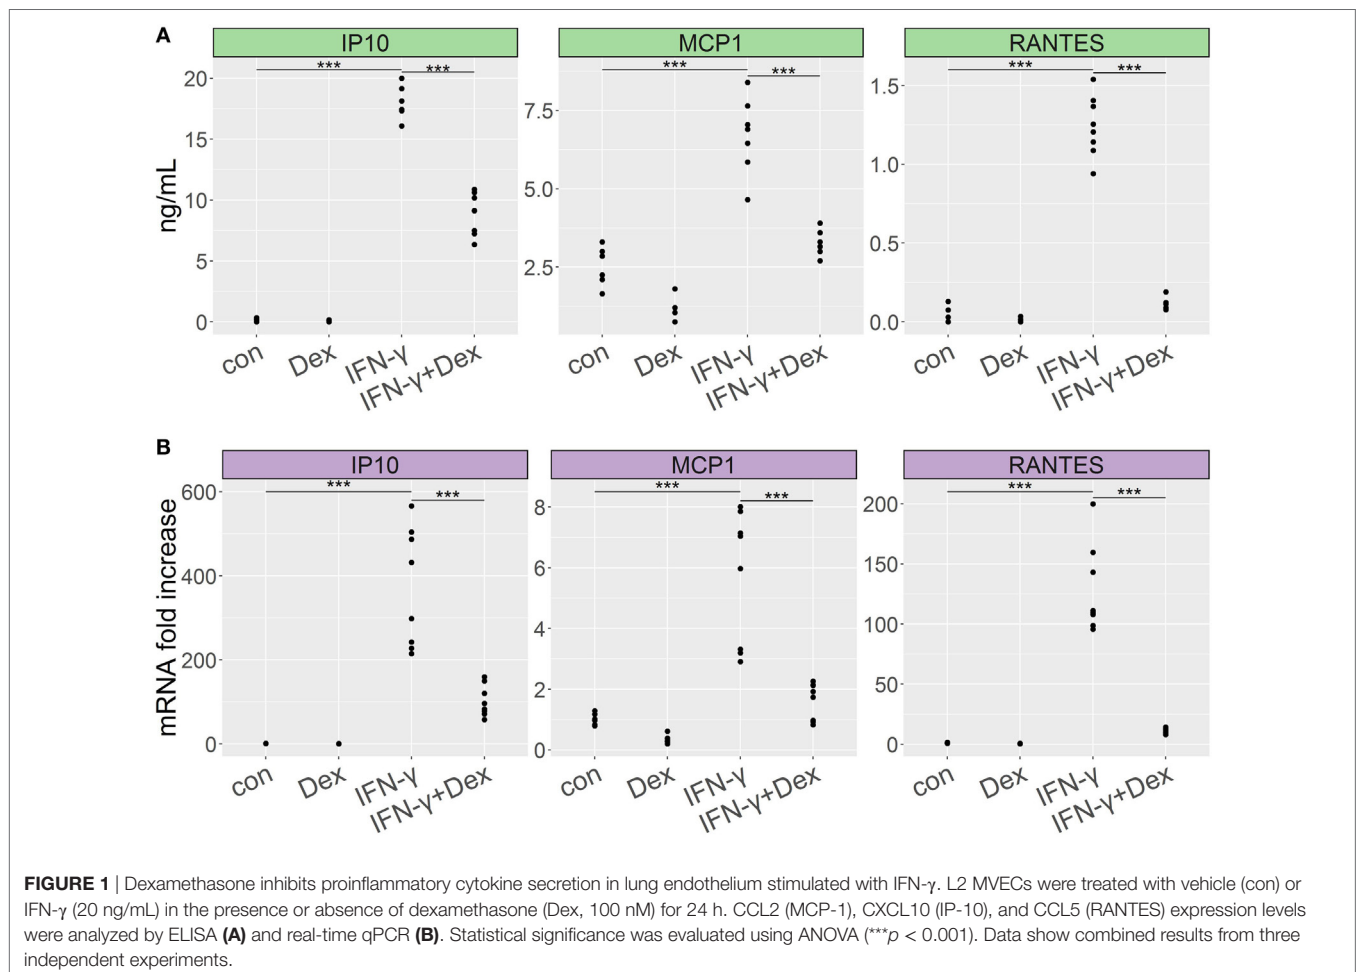 A
IP10
MCP1
RANTES
*** ***
*** ***
*** ***
ng/mL
20
15
10
5
0
7.5
5.0
2.5
1.5
1.0
0.5
0.0
con Dex IFN-γ IFN-γ+Dex
con Dex IFN-γ IFN-γ+Dex
con Dex IFN-γ IFN-γ+Dex
B
IP10
MCP1
RANTES
*** ***
*** ***
*** ***
mRNA fold increase
600
400
200
0
8
6
4
2
0
200
150
100
50
0
con Dex IFN-γ IFN-γ+Dex
con Dex IFN-γ IFN-γ+Dex
con Dex IFN-γ IFN-γ+Dex
FIGURE 1 | Dexamethasone inhibits proinflammatory cytokine secretion in lung endothelium stimulated with IFN-γ. L2 MVECs were treated with vehicle (con) or
IFN-γ (20 ng/mL) in the presence or absence of dexamethasone (Dex, 100 nM) for 24 h. CCL2 (MCP-1), CXCL10 (IP-10), and CCL5 (RANTES) expression levels
were analyzed by ELISA (A) and real-time qPCR (B). Statistical significance was evaluated using ANOVA (***p < 0.001). Data show combined results from three
independent experiments.